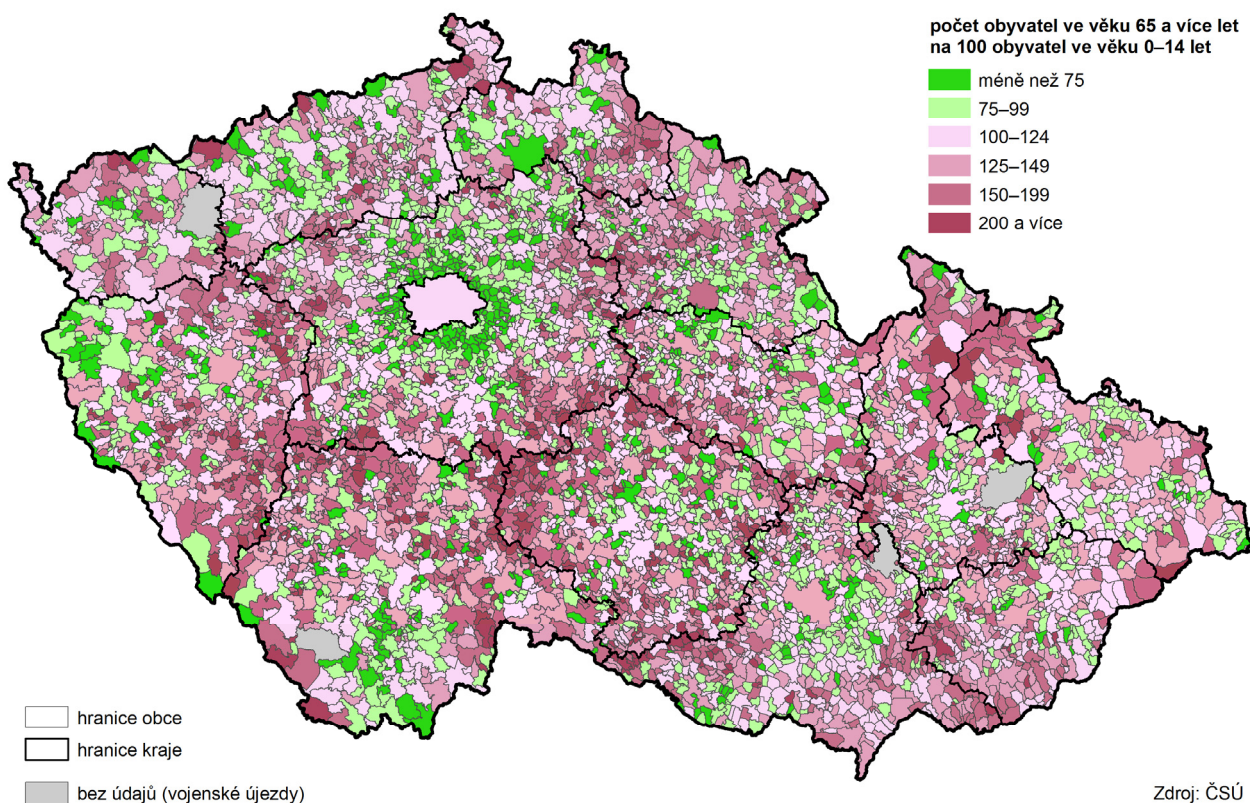 počet obyvatel ve věku 65 a více let
na 100 obyvatel ve věku 0–14 let
méně než 75
75–99
100–124
125–149
150–199
200 a více
hranice obce
hranice kraje
bez údajů (vojenské újezdy)
Zdroj: ČSÚ